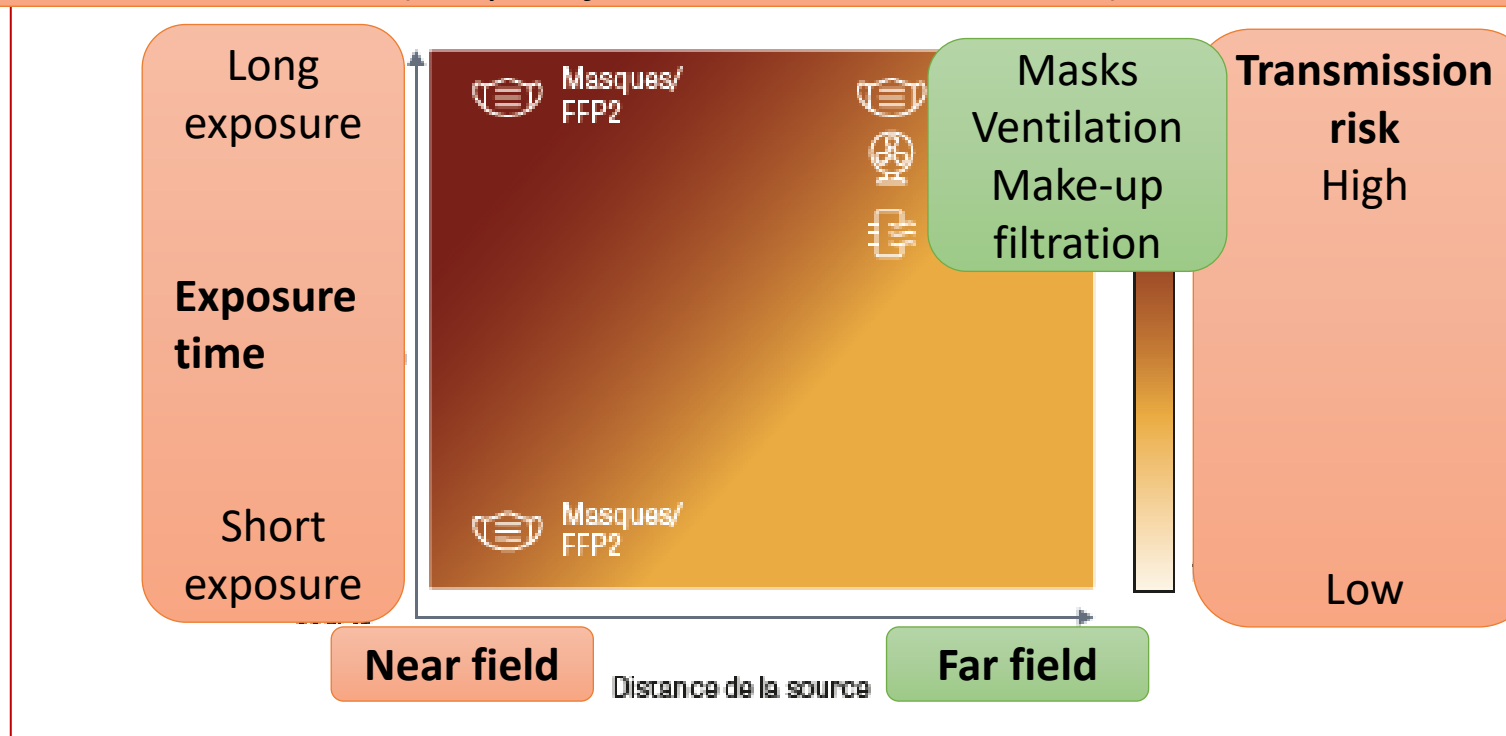 Long
exposure
Exposure
time
Short
exposure
Masques/
FFP2
Masques/
FFP2
Masks
Ventilation
Make-up
filtration
Transmission
risk
High
Low
Near field
Distance de la source
Far field